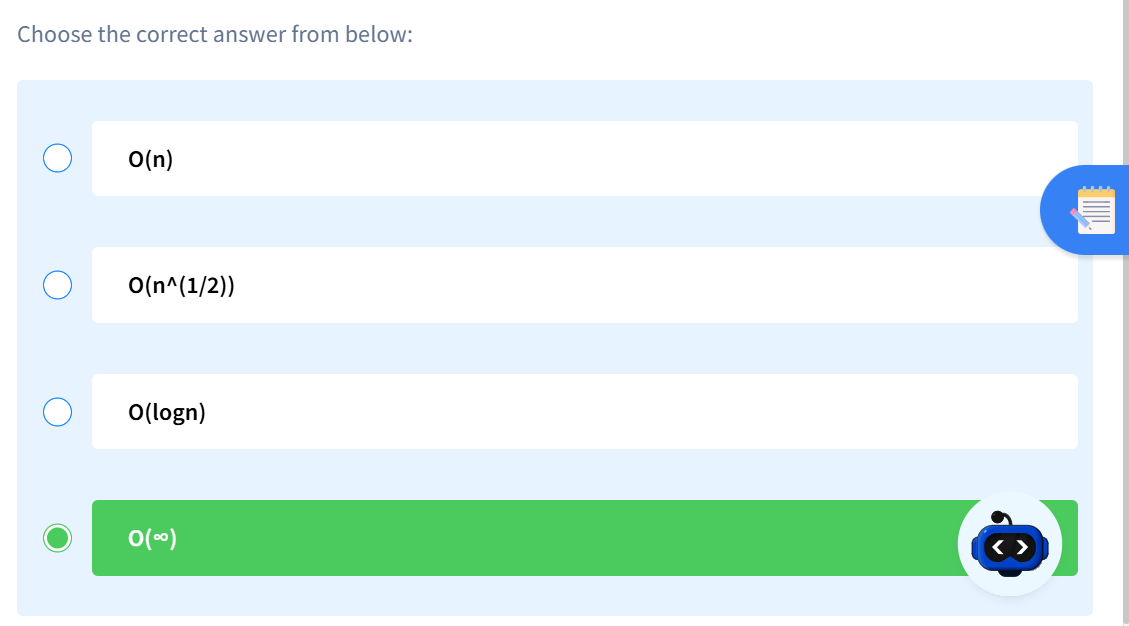 Choose the correct answer from below:
O(n)
O(n^(1/2))
O(logn)
O(∞)